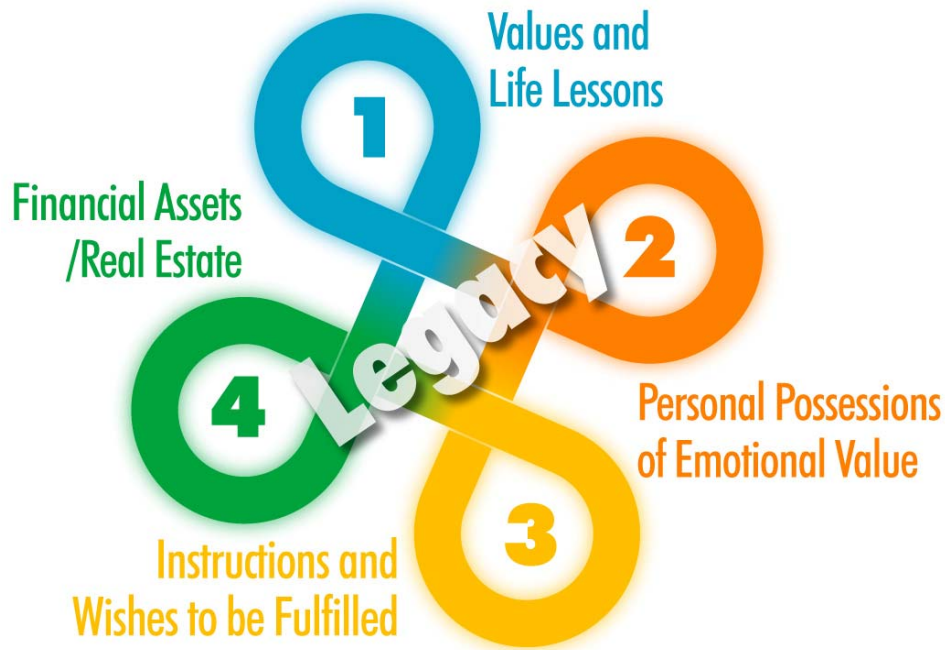 1
Values and
Life Lessons
2
Personal Possessions
of Emotional Value
3
Instructions and
Wishes to be Fulfilled
4
Financial Assets
/Real Estate
Legacy